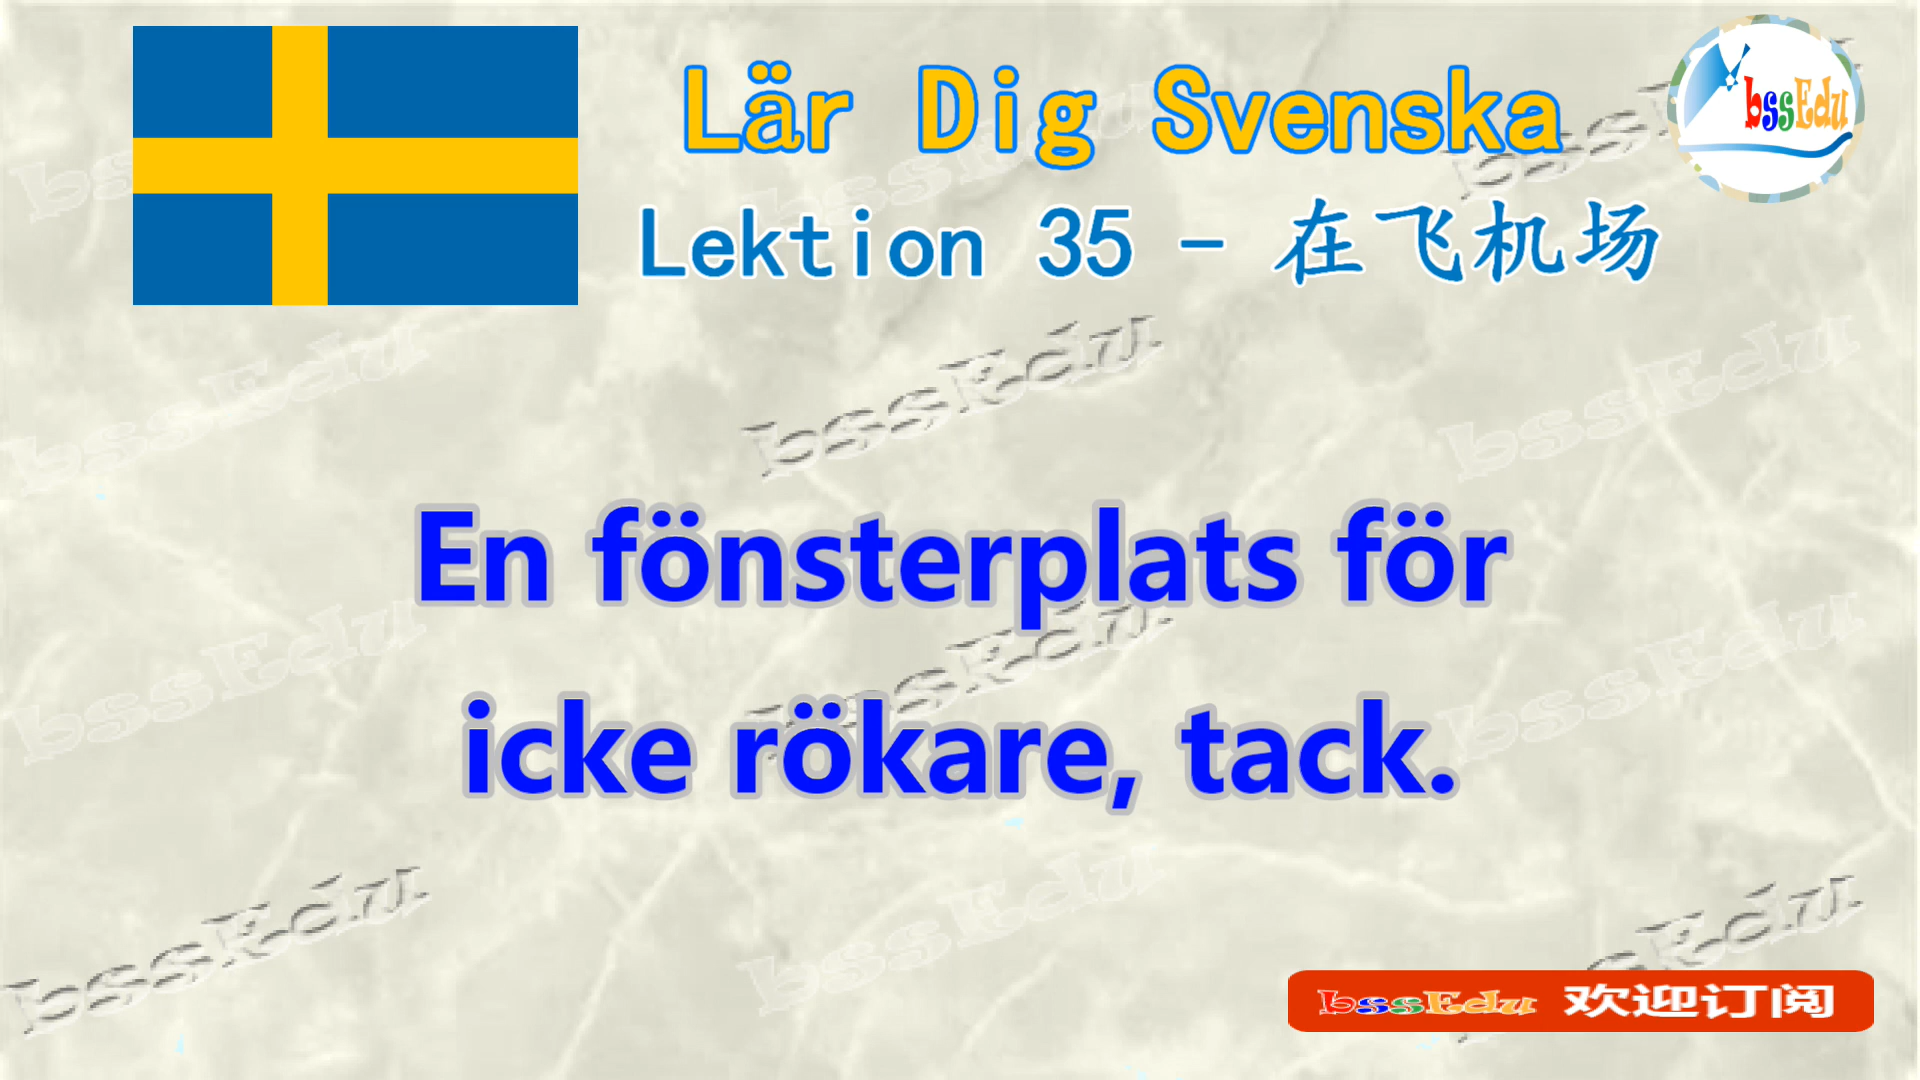 Lär Dig Svenska
bssEdu
Lektion 35 - 在飞机场
En fönsterplats för
icke rökare, tack.
bssEdu 欢迎订阅